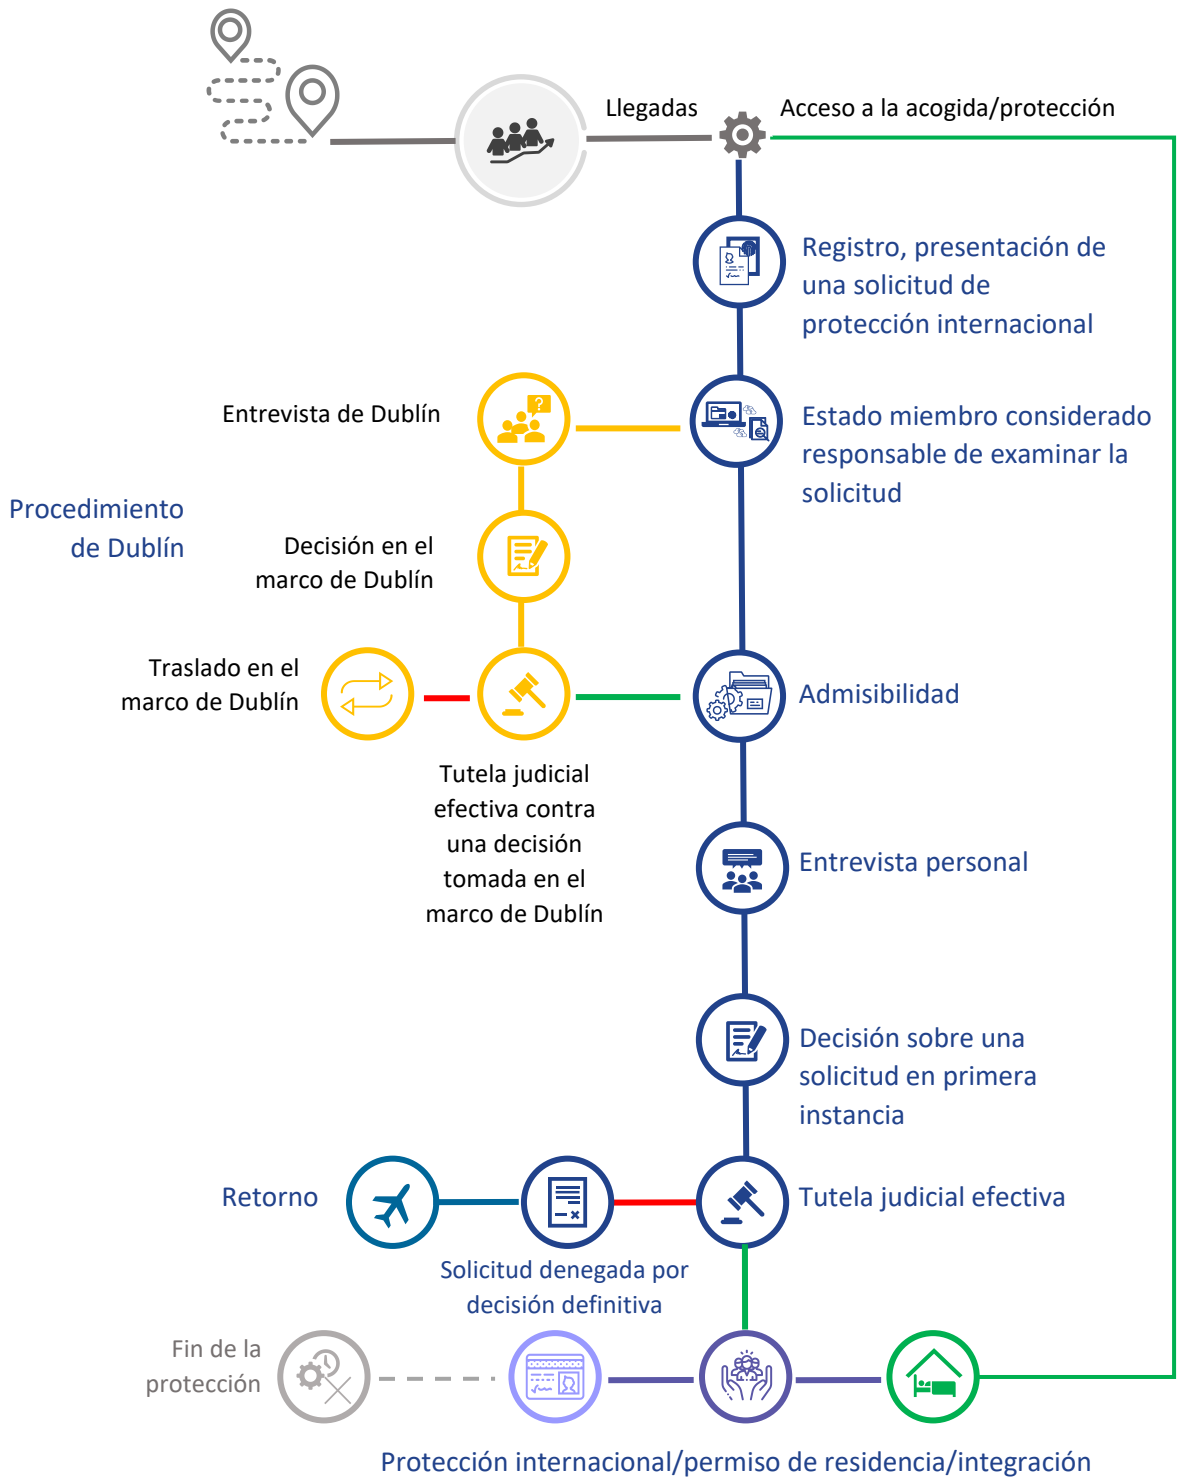 Llegadas
Acceso a la acogida/protección
Registro, presentación de
una solicitud de
protección internacional
Entrevista de Dublín
Estado miembro considerado
responsable de examinar la
solicitud
Procedimiento
de Dublín
Decisión en el
marco de Dublín
Traslado en el
marco de Dublín
Admisibilidad
Tutela judicial
efectiva contra
una decisión
tomada en el
marco de Dublín
Entrevista personal
Decisión sobre una
solicitud en primera
instancia
Retorno
Tutela judicial efectiva
Solicitud denegada por
decisión definitiva
Fin de la
protección
Protección internacional/permiso de residencia/integración